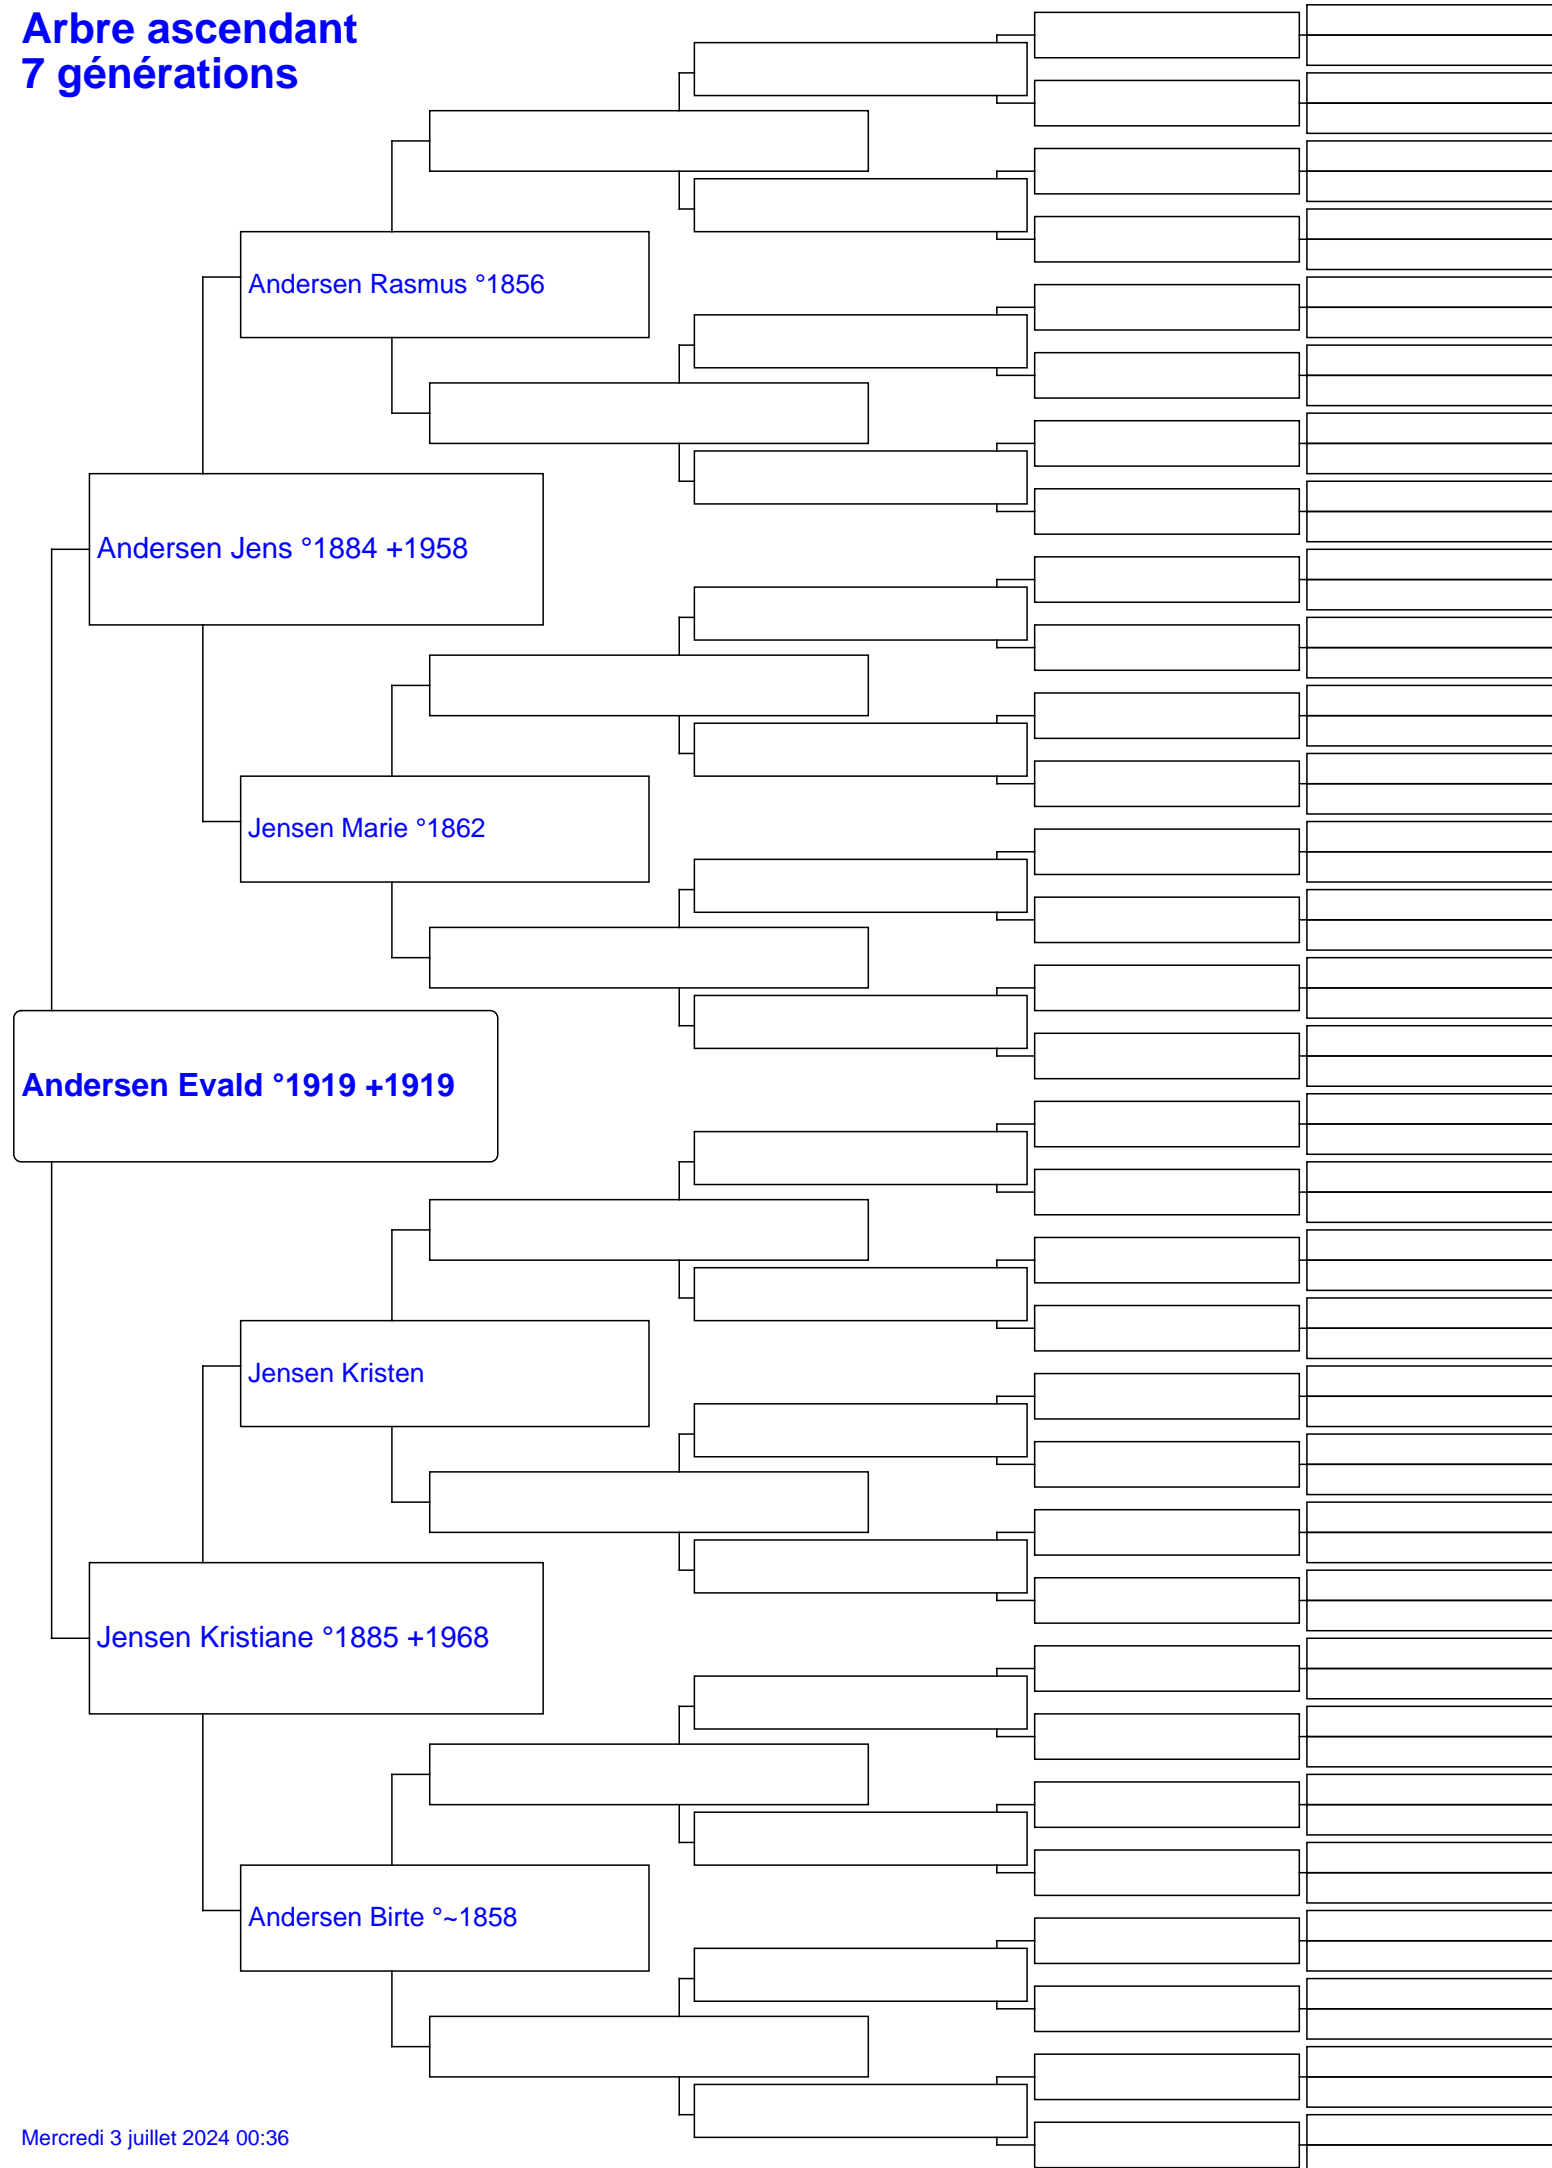 Arbre ascendant
7 générations
Andersen Rasmus °1856
Andersen Jens °1884 +1958
Jensen Marie °1862
Andersen Evald °1919 +1919
Jensen Kristen
Jensen Kristiane °1885 +1968
Andersen Birte °~1858
Mercredi 3 juillet 2024 00:36